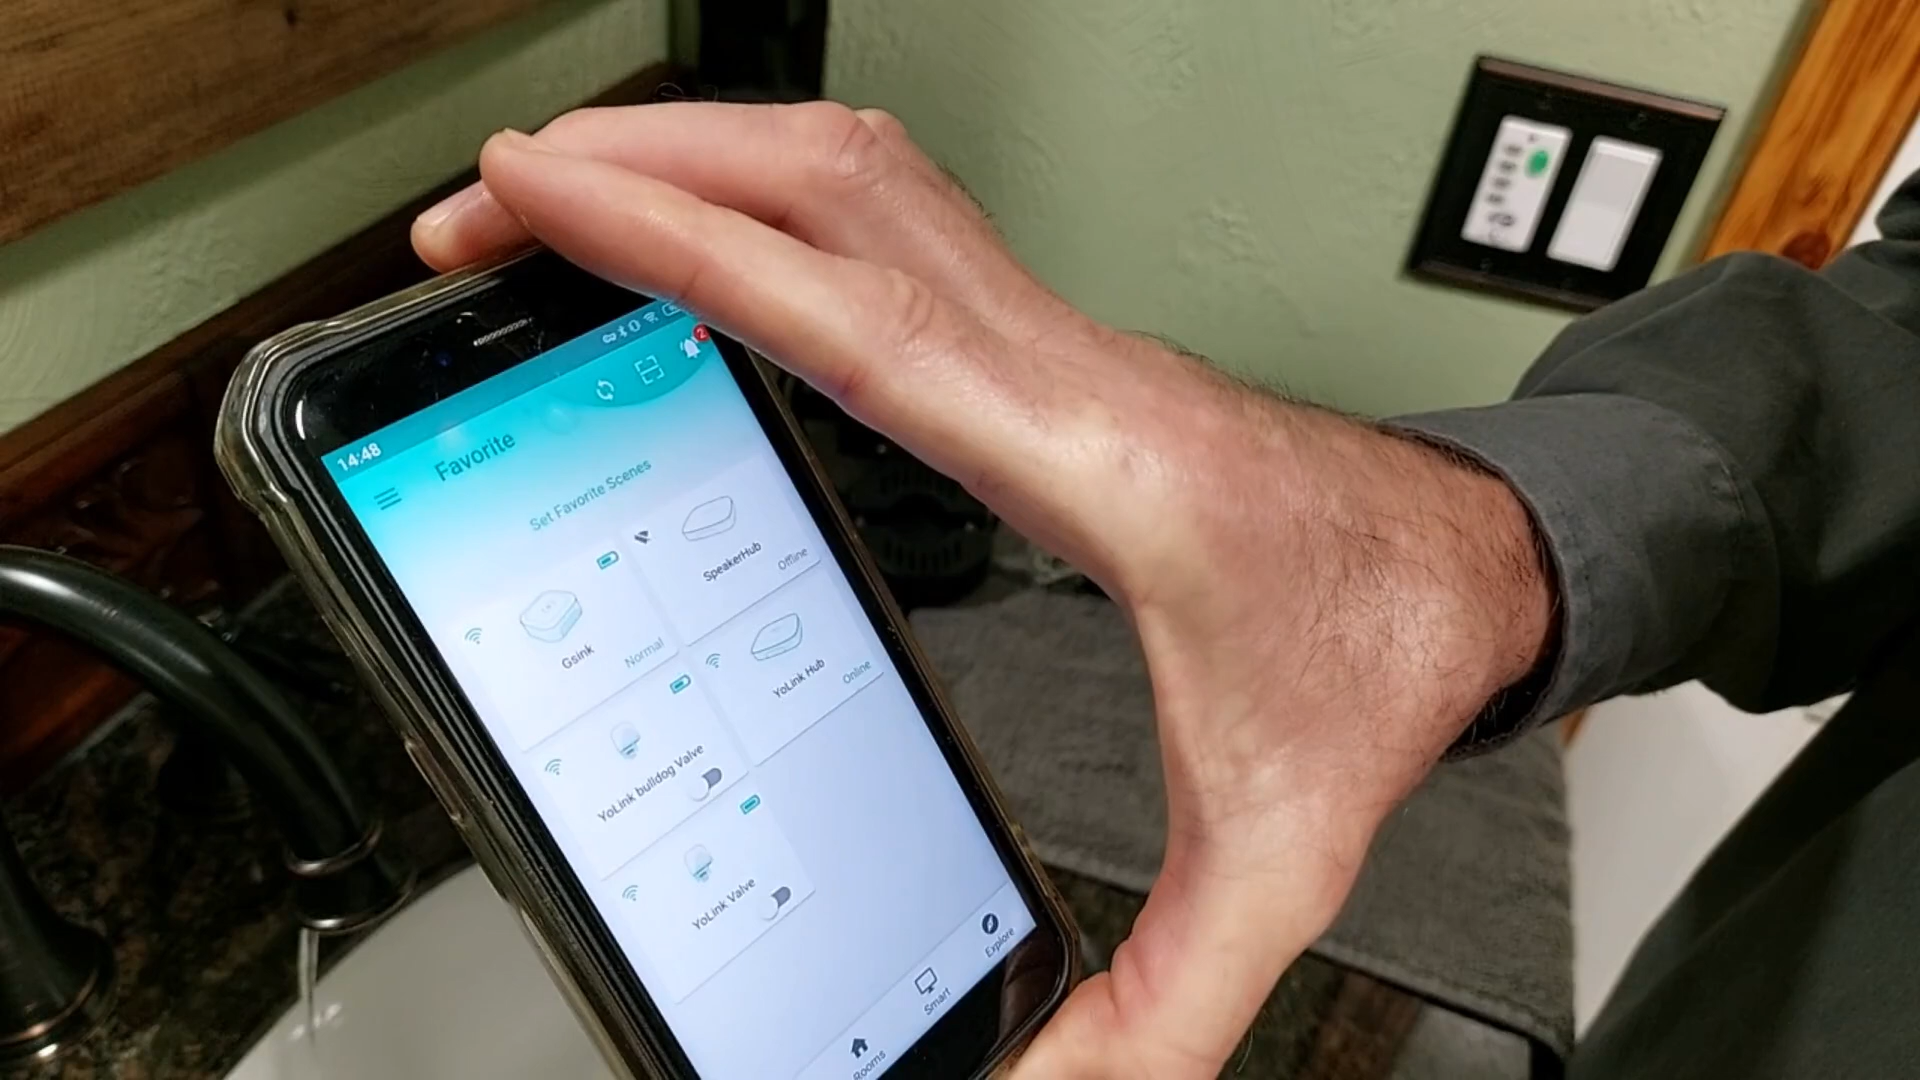 14:48
2
Favorite
Set Favorite Scenes
Gsink
Normal
SpeakerHub
Offline
YoLink bulldog Valve
YoLink Hub
Online
YoLink Valve
Rooms
Smart
Explore